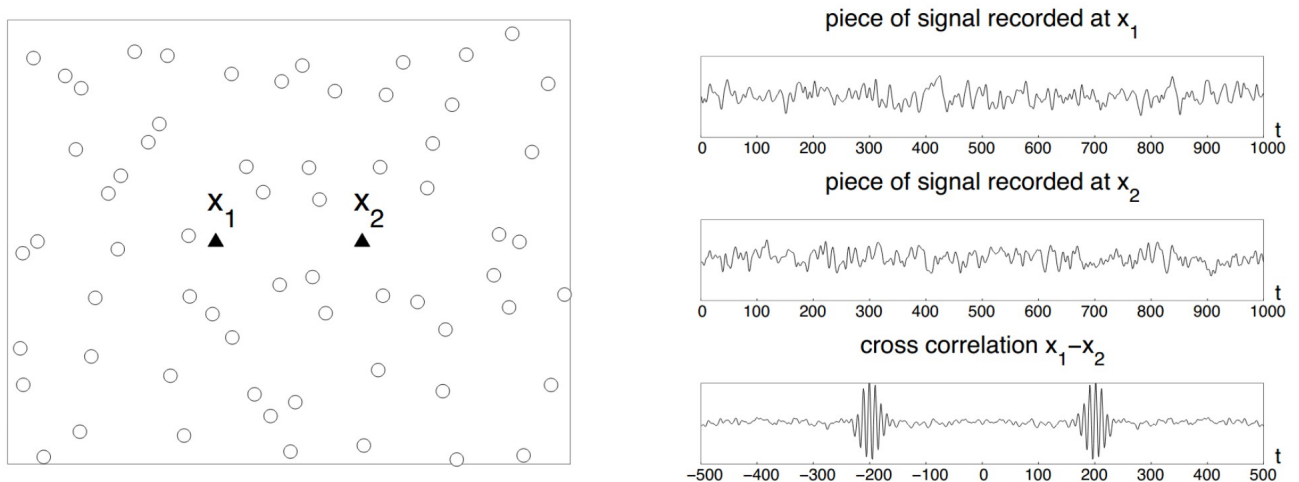 x1
x2
piece of signal recorded at x1
0 100 200 300 400 500 600 700 800 900 1000 t
piece of signal recorded at x2
0 100 200 300 400 500 600 700 800 900 1000 t
cross correlation x1−x2
−500 −400 −300 −200 −100 0 100 200 300 400 500 t